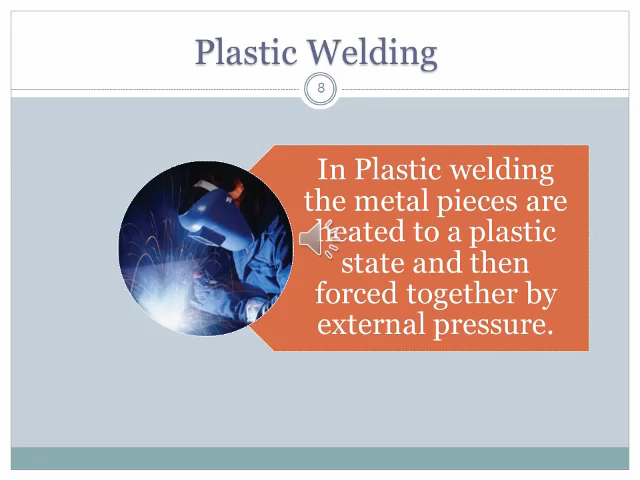 Plastic Welding
8
In Plastic welding
the metal pieces are
heated to a plastic
state and then
forced together by
external pressure.